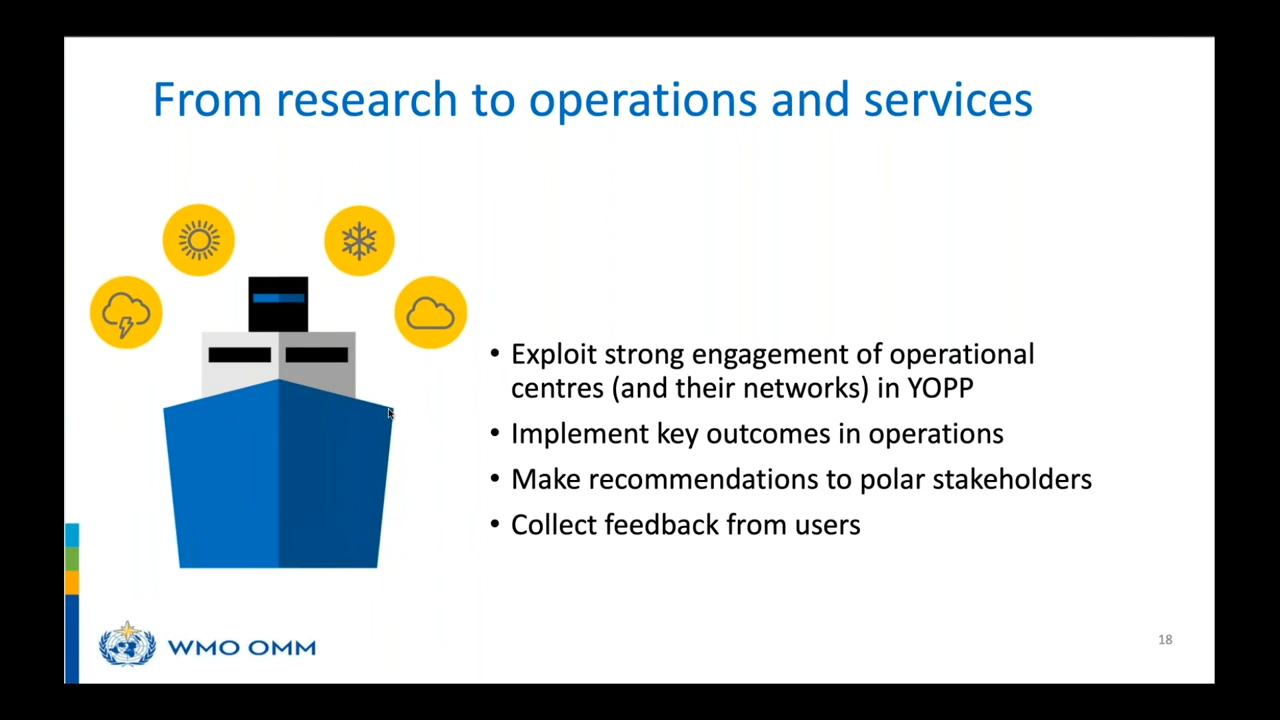 From research to operations and services
• Exploit strong engagement of operational
centres (and their networks) in YOPP
• Implement key outcomes in operations
• Make recommendations to polar stakeholders
• Collect feedback from users
WMO OMM
18